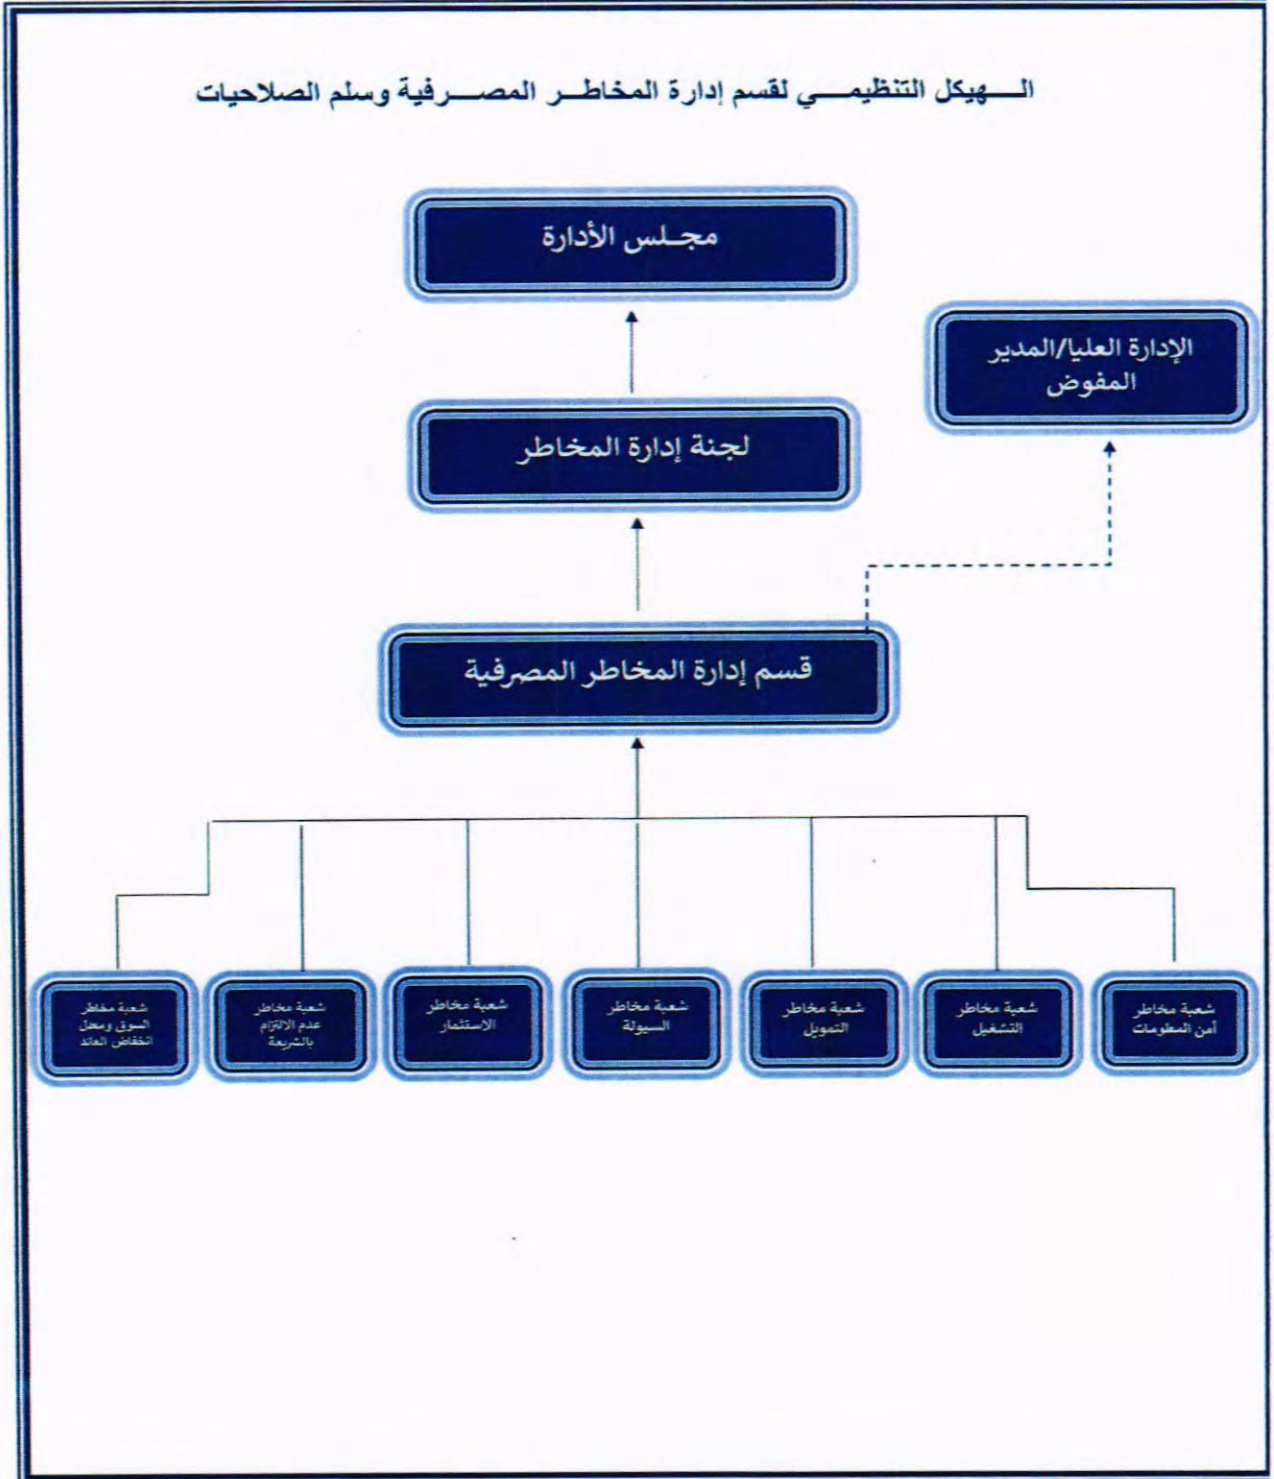 الـــهيكل التنظيمـــي لقسم إدارة المخاطـــر المصـــرفية وسلم الصلاحيات
مجـلس الأدارة
الإدارة العليا/المدير
المفوض
لجنة إدارة المخاطر
قسم إدارة المخاطر المصرفية
شعبة مخاطر
أمن المعلومات
شعبة مخاطر
التشغيل
شعبة مخاطر
التمويل
شعبة مخاطر
السيولة
شعبة مخاطر
الاستثمار
شعبة مخاطر
عدم الالتزام
بالشريعة
شعبة مخاطر
السوق ومعدل
انخفاض العائد